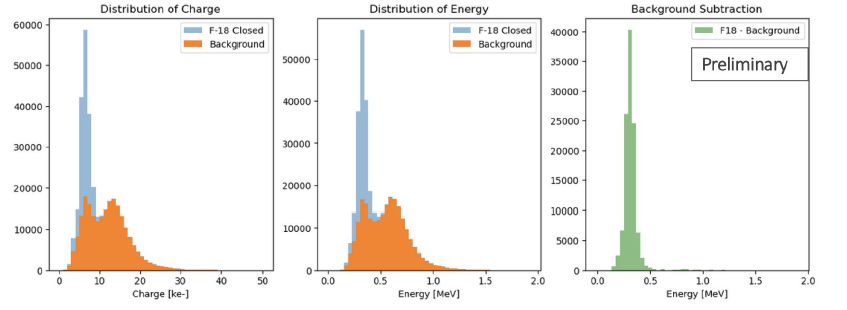 Distribution of Charge
F-18 Closed
Background
60000
50000
40000
30000
20000
10000
0
0 10 20 30 40 50
Charge [ke-]
Distribution of Energy
F-18 Closed
Background
50000
40000
30000
20000
10000
0
0.0 0.5 1.0 1.5 2.0
Energy [MeV]
Background Subtraction
F18 - Background
Preliminary
40000
35000
30000
25000
20000
15000
10000
5000
0
0.0 0.5 1.0 1.5 2.0
Energy [MeV]